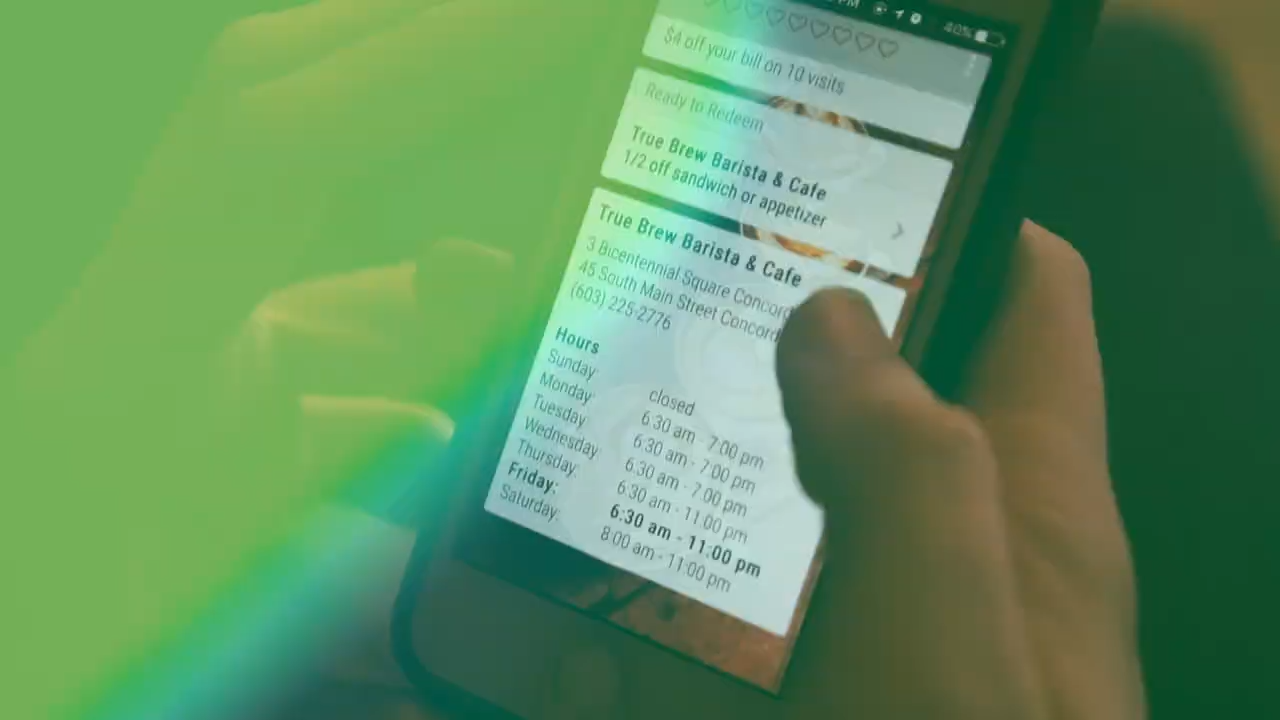 PM 40%
$4 off your bill on 10 visits
Ready to Redeem
True Brew Barista & Cafe
1/2 off sandwich or appetizer
True Brew Barista & Cafe
3 Bicentennial Square Concord
45 South Main Street Concord
(603) 225-2776
Hours
Sunday: closed
Monday: 6:30 am - 7:00 pm
Tuesday: 6:30 am - 7:00 pm
Wednesday: 6:30 am - 7:00 pm
Thursday: 6:30 am - 11:00 pm
Friday: 6:30 am - 11:00 pm
Saturday: 8:00 am - 11:00 pm